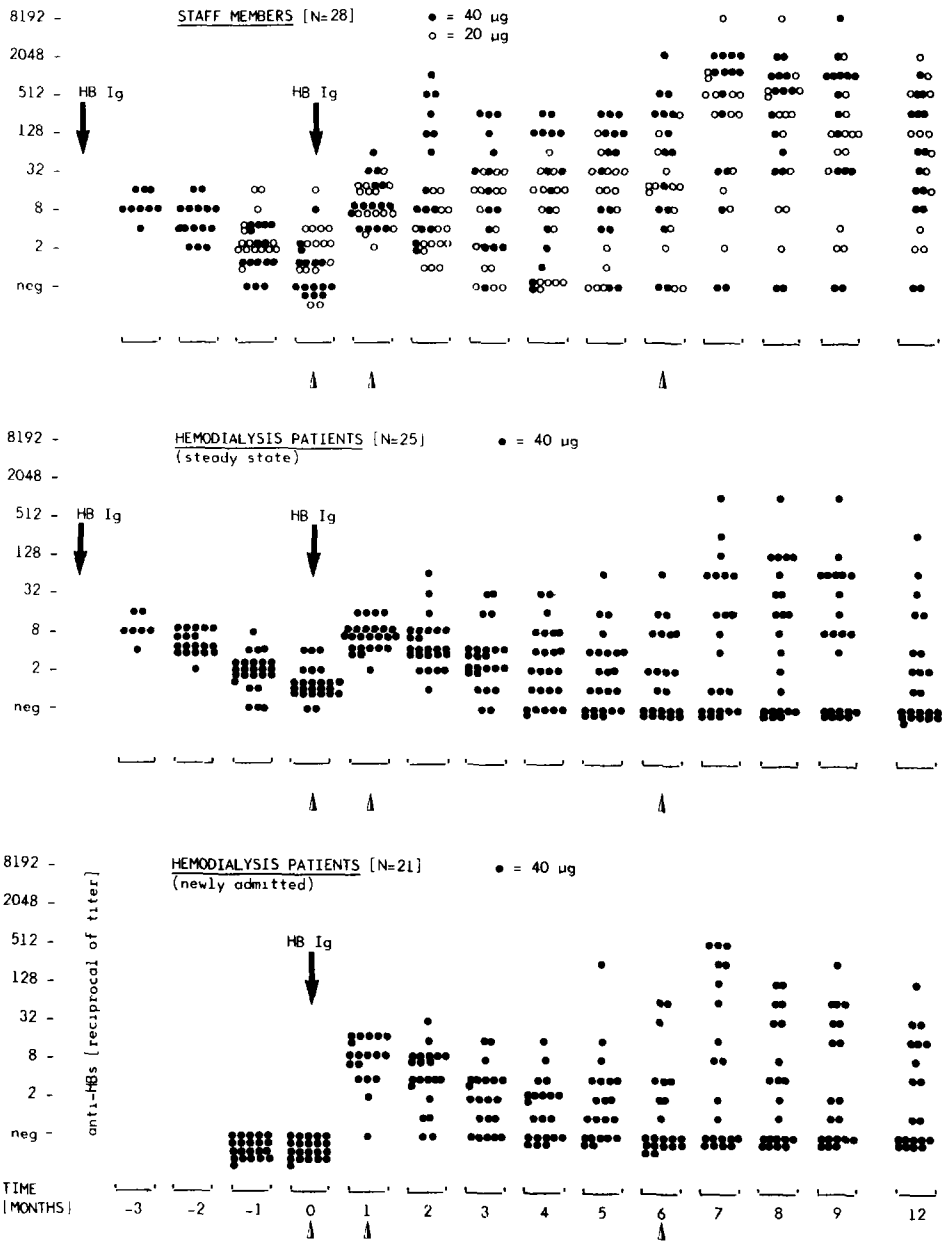 STAFF MEMBERS [N=28]
● = 40 µg
○ = 20 µg
8192
2048
512
128
32
8
2
neg
HB Ig
HB Ig
HEMODIALYSIS PATIENTS [N=25]
(steady state)
● = 40 µg
8192
2048
512
128
32
8
2
neg
HB Ig
HB Ig
HEMODIALYSIS PATIENTS [N=21]
(newly admitted)
● = 40 µg
8192
2048
512
128
32
8
2
neg
anti-HBs [reciprocal of titer]
HB Ig
TIME
[MONTHS]
-3 -2 -1 0 1 2 3 4 5 6 7 8 9 12